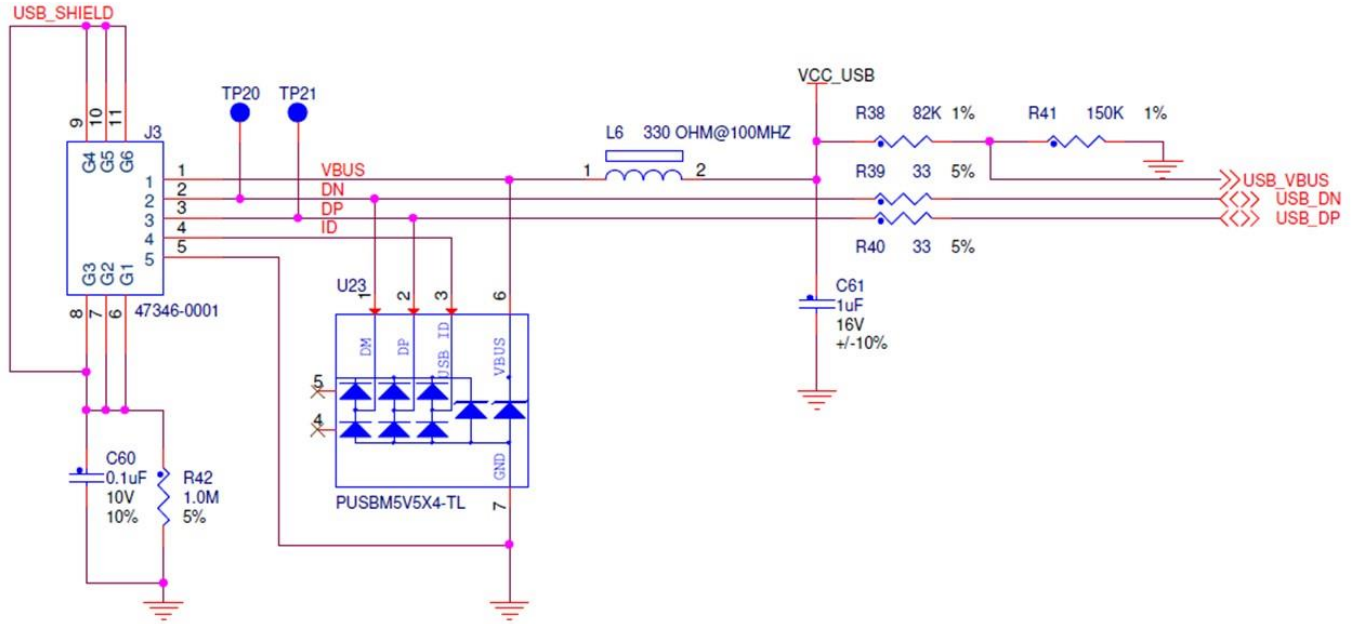 USB_SHIELD
TP20
TP21
VCC_USB
9
10
11
J3
G4
G5
G6
1
2
3
4
5
1
2
3
4
5
G3
G2
G1
8
7
6
47346-0001
VBUS
DN
DP
ID
L6 330 OHM@100MHZ
1
2
R38 82K 1%
R41 150K 1%
R39 33 5%
R40 33 5%
USB_VBUS
USB_DN
USB_DP
U23
1
2
3
6
DM
DP
USB ID
VBUS
5
4
GND
7
PUSBM5V5X4-TL
C61
1uF
16V
+/-10%
C60
0.1uF
10V
10%
R42
1.0M
5%